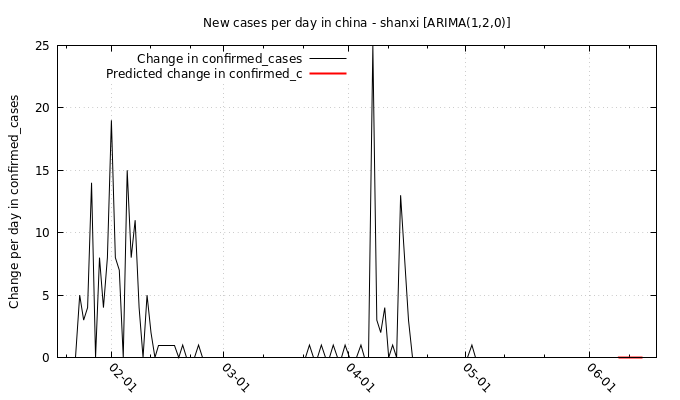 New cases per day in china - shanxi [ARIMA(1,2,0)]
Change in confirmed_cases
Predicted change in confirmed_c
Change per day in confirmed_cases
25
20
15
10
5
0
02-01
03-01
04-01
05-01
06-01